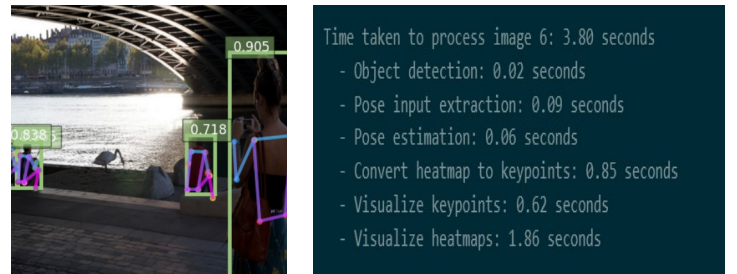 0.905
0.838
0.718
Time taken to process image 6: 3.80 seconds
- Object detection: 0.02 seconds
- Pose input extraction: 0.09 seconds
- Pose estimation: 0.06 seconds
- Convert heatmap to keypoints: 0.85 seconds
- Visualize keypoints: 0.62 seconds
- Visualize heatmaps: 1.86 seconds